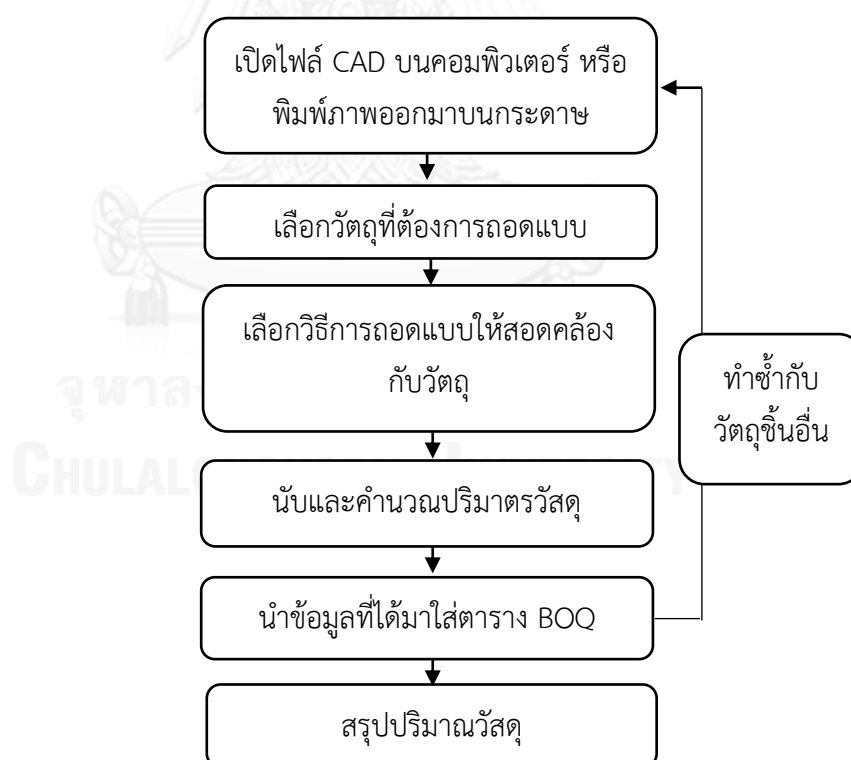 เปิดไฟล์ CAD บนคอมพิวเตอร์ หรือ
พิมพ์ภาพออกมาบนกระดาษ
เลือกวัตถุที่ต้องการถอดแบบ
เลือกวิธีการถอดแบบให้สอดคล้อง
กับวัตถุ
ทำซ้ำกับ
วัตถุชิ้นอื่น
นับและคำนวณปริมาตรวัสดุ
นำข้อมูลที่ได้มาใส่ตาราง BOQ
สรุปปริมาณวัสดุ